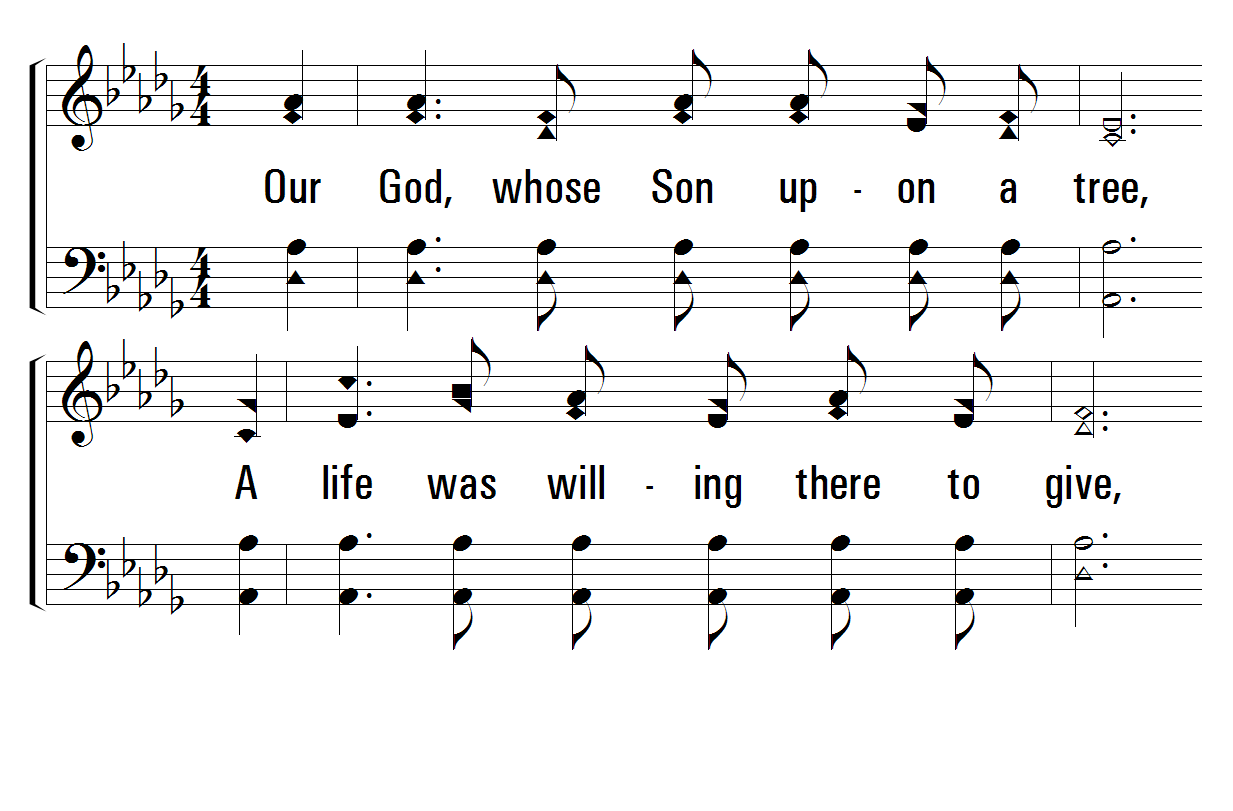 Our God, whose Son up - on a tree,
A life was will - ing there to give,